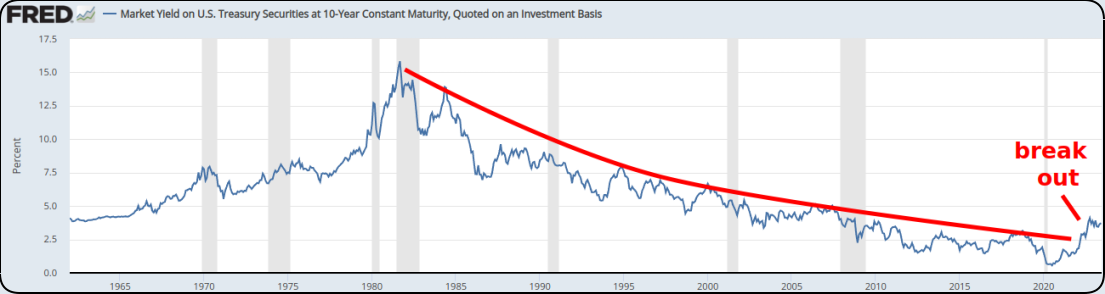 FRED
Market Yield on U.S. Treasury Securities at 10-Year Constant Maturity, Quoted on an Investment Basis
17.5
15.0
12.5
10.0
7.5
5.0
2.5
0.0
Percent
break
out
1965 1970 1975 1980 1985 1990 1995 2000 2005 2010 2015 2020